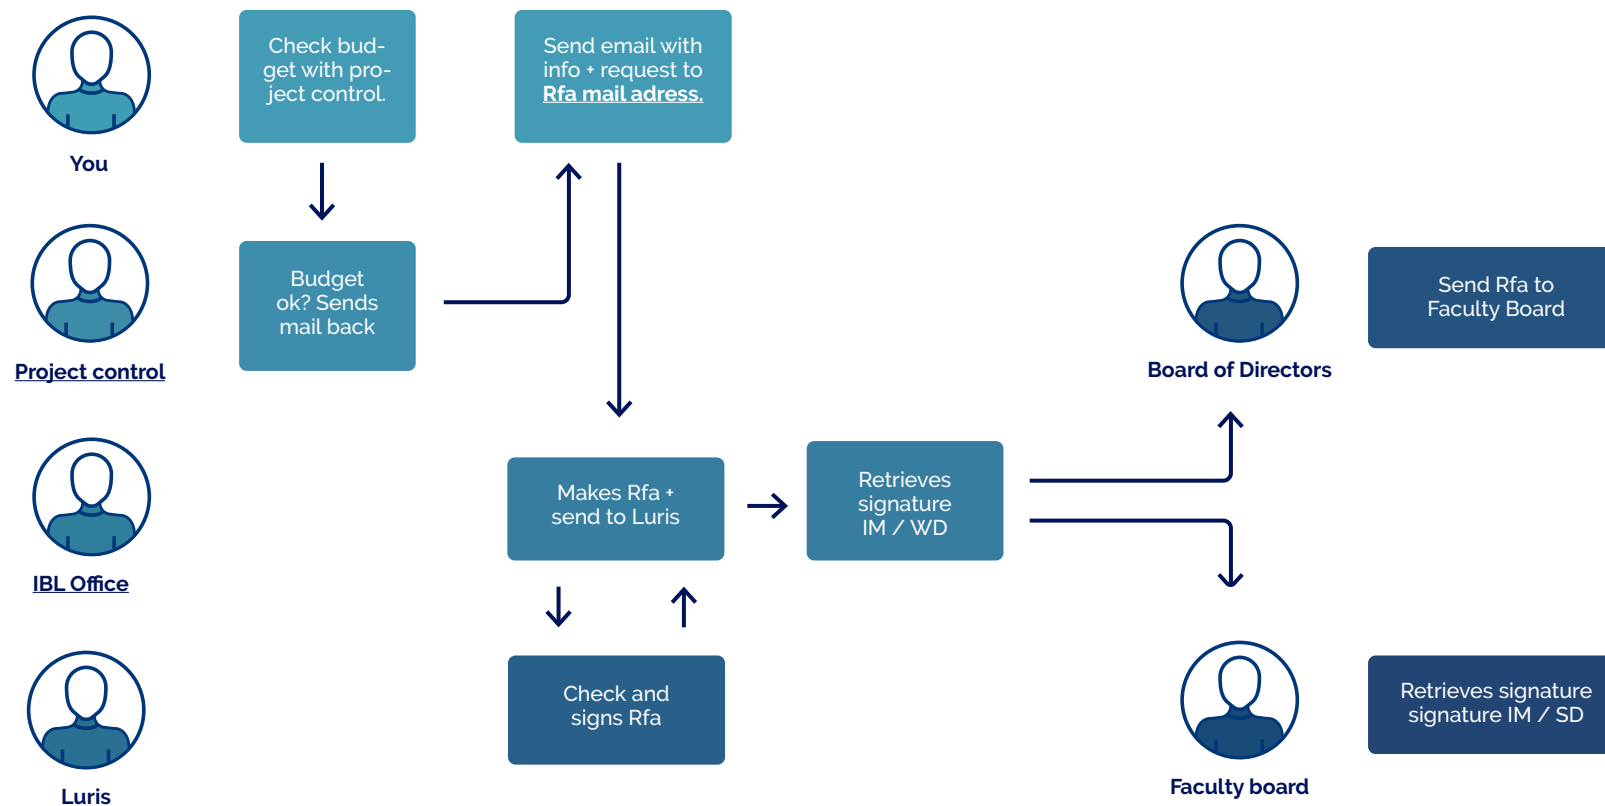 You
Check bud-
get with pro-
ject control.
Send email with
info + request to
Rfa mail adress.
Project control
Budget
ok? Sends
mail back
Board of Directors
Send Rfa to
Faculty Board
IBL Office
Makes Rfa +
send to Luris
Retrieves
signature
IM / WD
Luris
Check and
signs Rfa
Faculty board
Retrieves signature
signature IM / SD